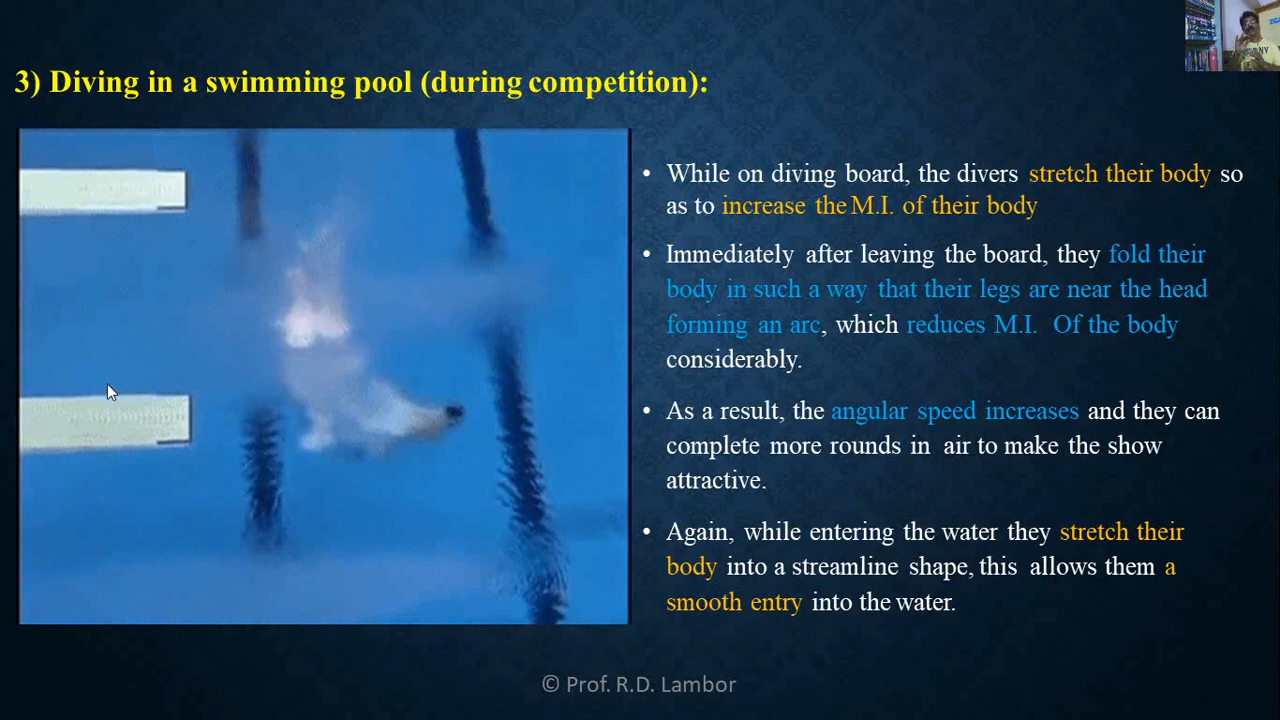 3) Diving in a swimming pool (during competition):
• While on diving board, the divers stretch their body so
as to increase the M.I. of their body
• Immediately after leaving the board, they fold their
body in such a way that their legs are near the head
forming an arc, which reduces M.I. Of the body
considerably.
• As a result, the angular speed increases and they can
complete more rounds in air to make the show
attractive.
• Again, while entering the water they stretch their
body into a streamline shape, this allows them a
smooth entry into the water.
© Prof. R.D. Lambor